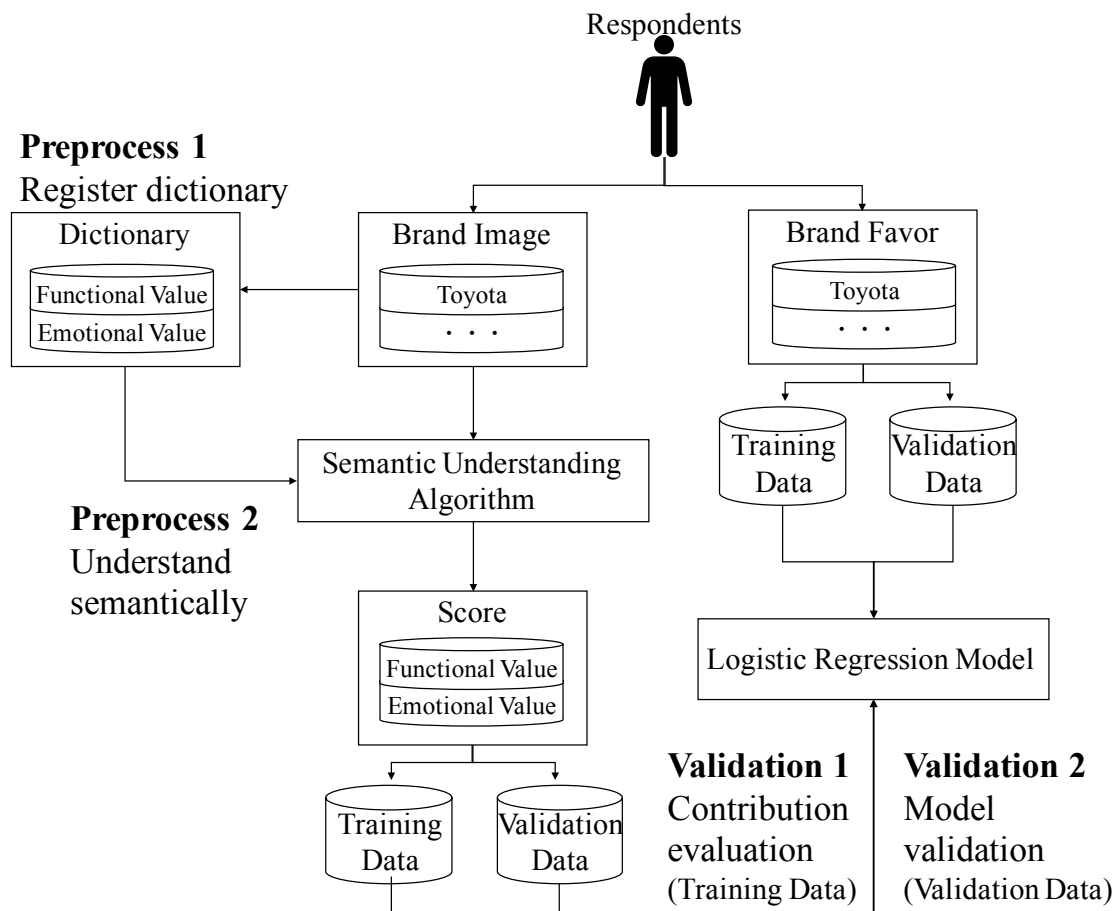 Respondents
Preprocess 1
Register dictionary
Dictionary
Functional Value
Emotional Value
Brand Image
Toyota
・・・
Brand Favor
Toyota
・・・
Training
Data
Validation
Data
Semantic Understanding
Algorithm
Preprocess 2
Understand
semantically
Score
Functional Value
Emotional Value
Logistic Regression Model
Training
Data
Validation
Data
Validation 1
Contribution
evaluation
(Training Data)
Validation 2
Model
validation
(Validation Data)